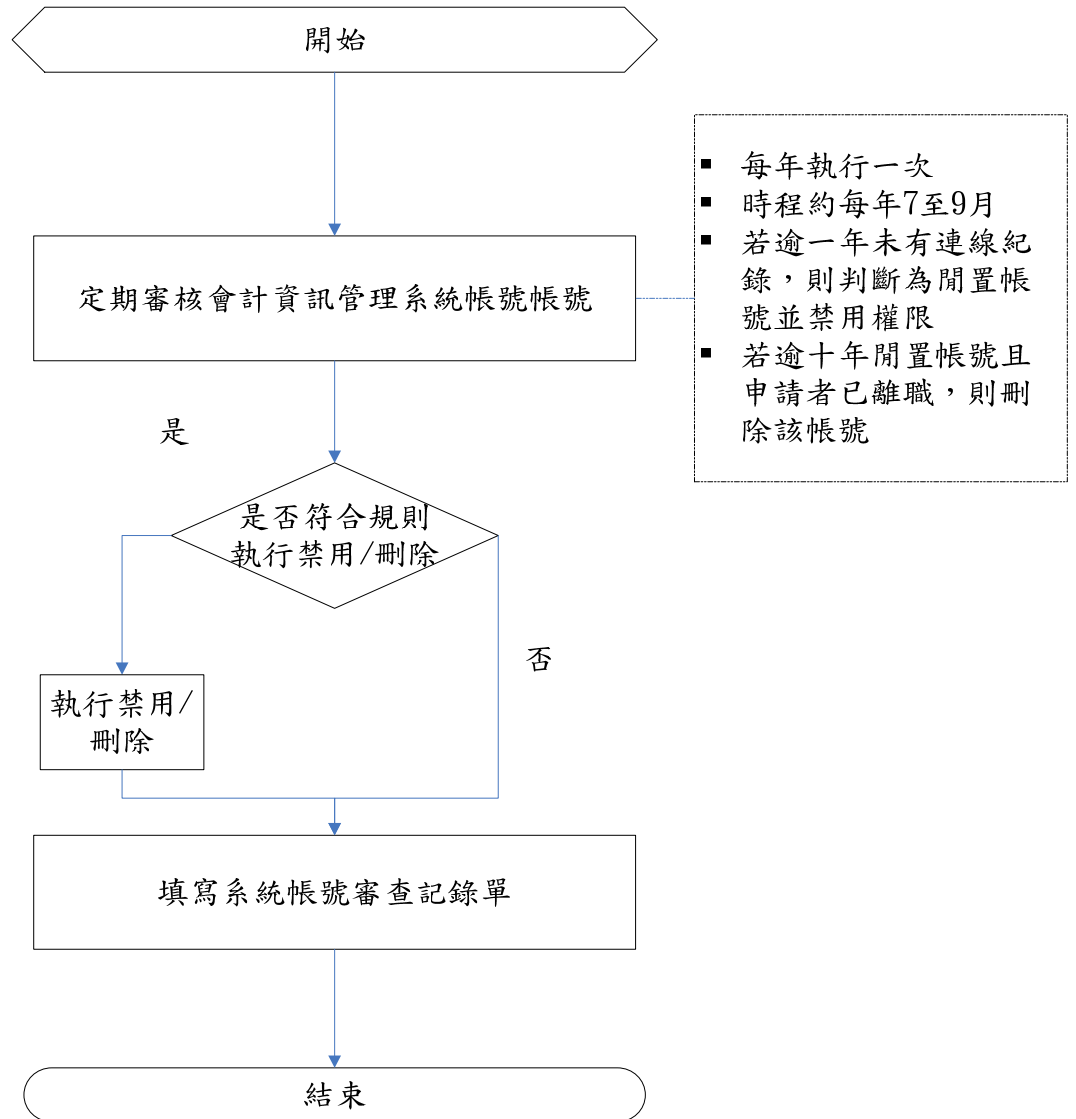 開始
■ 每年執行一次
■ 時程約每年7至9月
■ 若逾一年未有連線紀
錄，則判斷為閒置帳
號並禁用權限
■ 若逾十年閒置帳號且
申請者已離職，則刪
除該帳號
定期審核會計資訊管理系統帳號帳號
是
是否符合規則
執行禁用/刪除
否
執行禁用/
刪除
填寫系統帳號審查記錄單
結束